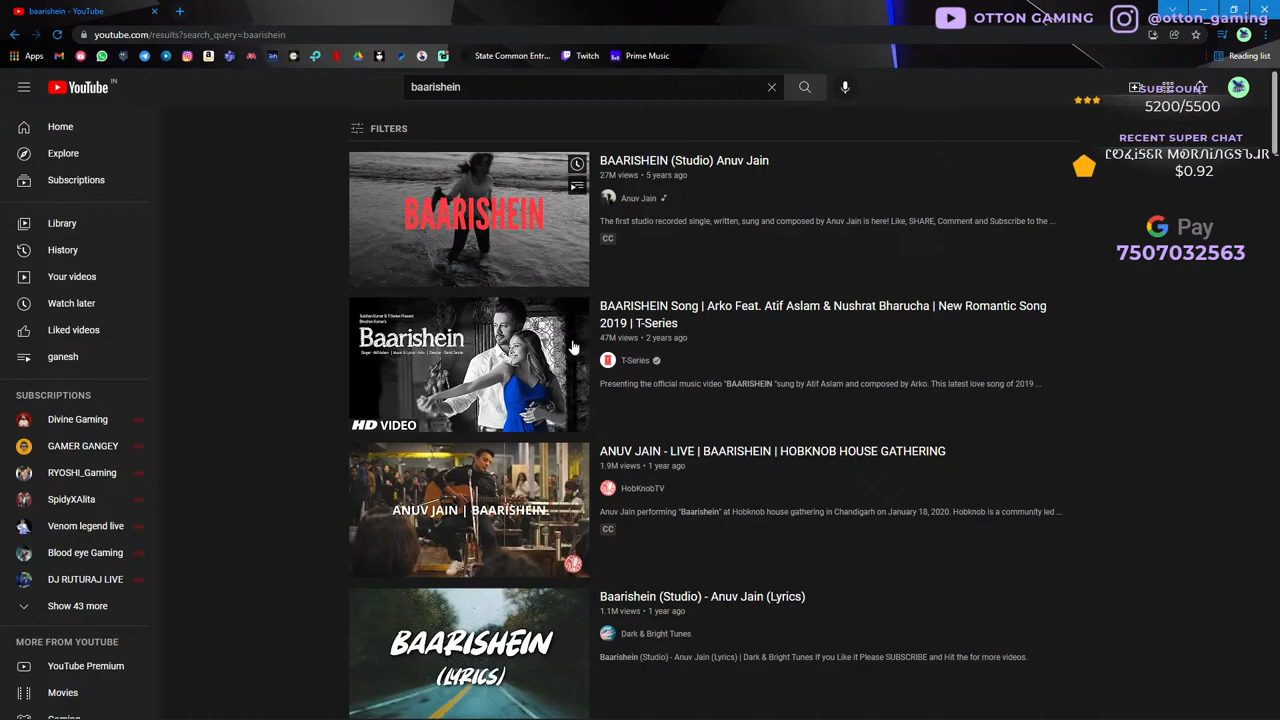 baarishein - YouTube
OTTON GAMING
@otton_gaming
youtube.com/results?search_query=baarishein
Apps
State Common Entr...
Twitch
Prime Music
Reading list
YouTube IN
baarishein
SUB COUNT
5200/5500
RECENT SUPER CHAT
$0.92
G Pay
7507032563
Home
Explore
Subscriptions
Library
History
Your videos
Watch later
Liked videos
ganesh
SUBSCRIPTIONS
Divine Gaming
GAMER GANGEY
RYOSHI_Gaming
SpidyXAlita
Venom legend live
Blood eye Gaming
DJ RUTURAJ LIVE
Show 43 more
MORE FROM YOUTUBE
YouTube Premium
Movies
FILTERS
BAARISHEIN
BAARISHEIN (Studio) Anuv Jain
27M views • 5 years ago
Anuv Jain
The first studio recorded single, written, sung and composed by Anuv Jain is here! Like, SHARE, Comment and Subscribe to the ...
CC
Baarishein
HD VIDEO
BAARISHEIN Song | Arko Feat. Atif Aslam & Nushrat Bharucha | New Romantic Song
2019 | T-Series
47M views • 2 years ago
T-Series
Presenting the official music video "BAARISHEIN "sung by Atif Aslam and composed by Arko. This latest love song of 2019 ...
ANUV JAIN | BAARISHEIN
ANUV JAIN - LIVE | BAARISHEIN | HOBKNOB HOUSE GATHERING
1.9M views • 1 year ago
HobKnobTV
Anuv Jain performing "Baarishein" at Hobknob house gathering in Chandigarh on January 18, 2020. Hobknob is a community led ...
CC
BAARISHEIN
(LYRICS)
Baarishein (Studio) - Anuv Jain (Lyrics)
1.1M views • 1 year ago
Dark & Bright Tunes
Baarishein (Studio) - Anuv Jain (Lyrics) | Dark & Bright Tunes If you Like it Please SUBSCRIBE and Hit the for more videos.